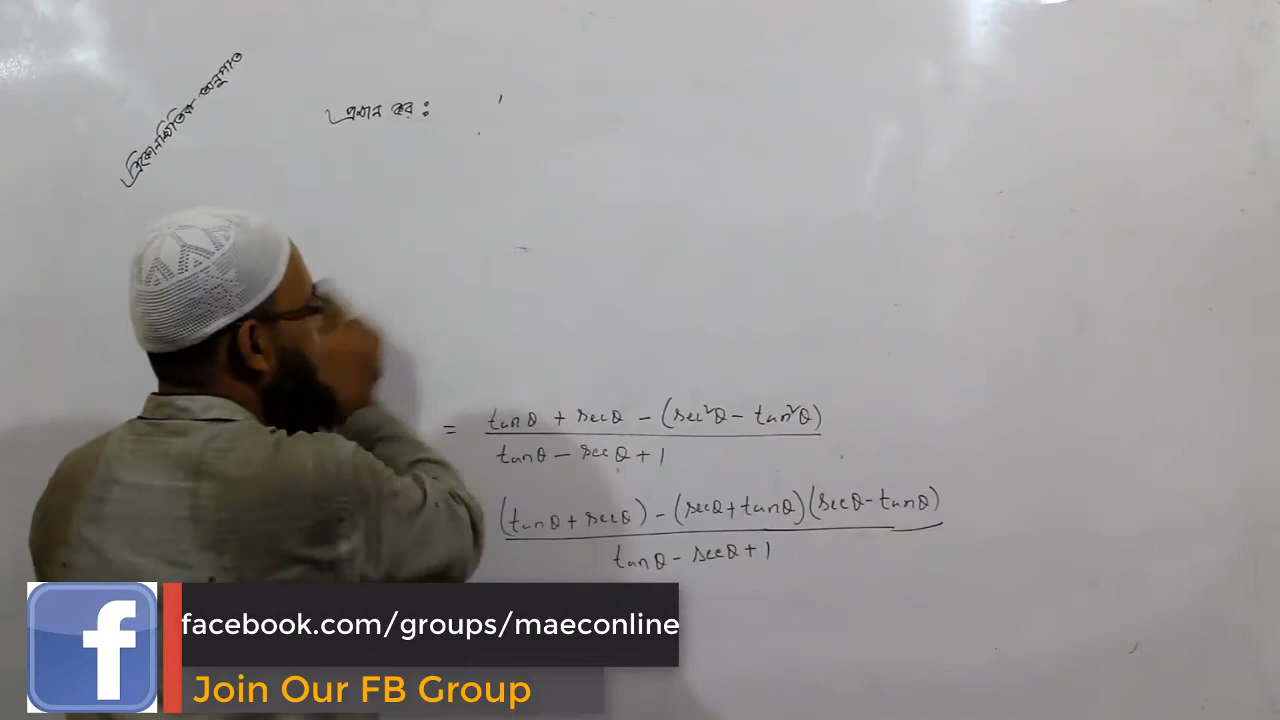 ত্রিকোণমিতিক অনুপাত
প্রমাণ কর :
= tanθ + secθ − (sec²θ − tan²θ) / tanθ − secθ + 1
(tanθ + secθ) − (secθ + tanθ)(secθ − tanθ) / tanθ − secθ + 1
facebook.com/groups/maeconline
Join Our FB Group